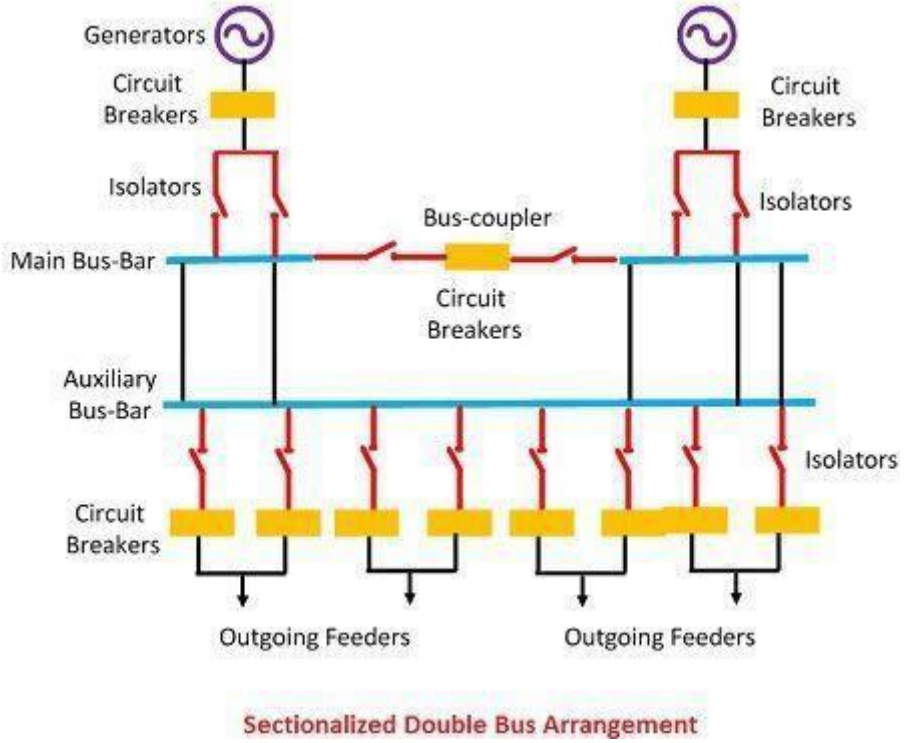 Generators
Circuit
Breakers
Circuit
Breakers
Isolators
Isolators
Bus-coupler
Main Bus-Bar
Circuit
Breakers
Auxiliary
Bus-Bar
Isolators
Circuit
Breakers
Outgoing Feeders
Outgoing Feeders
Sectionalized Double Bus Arrangement